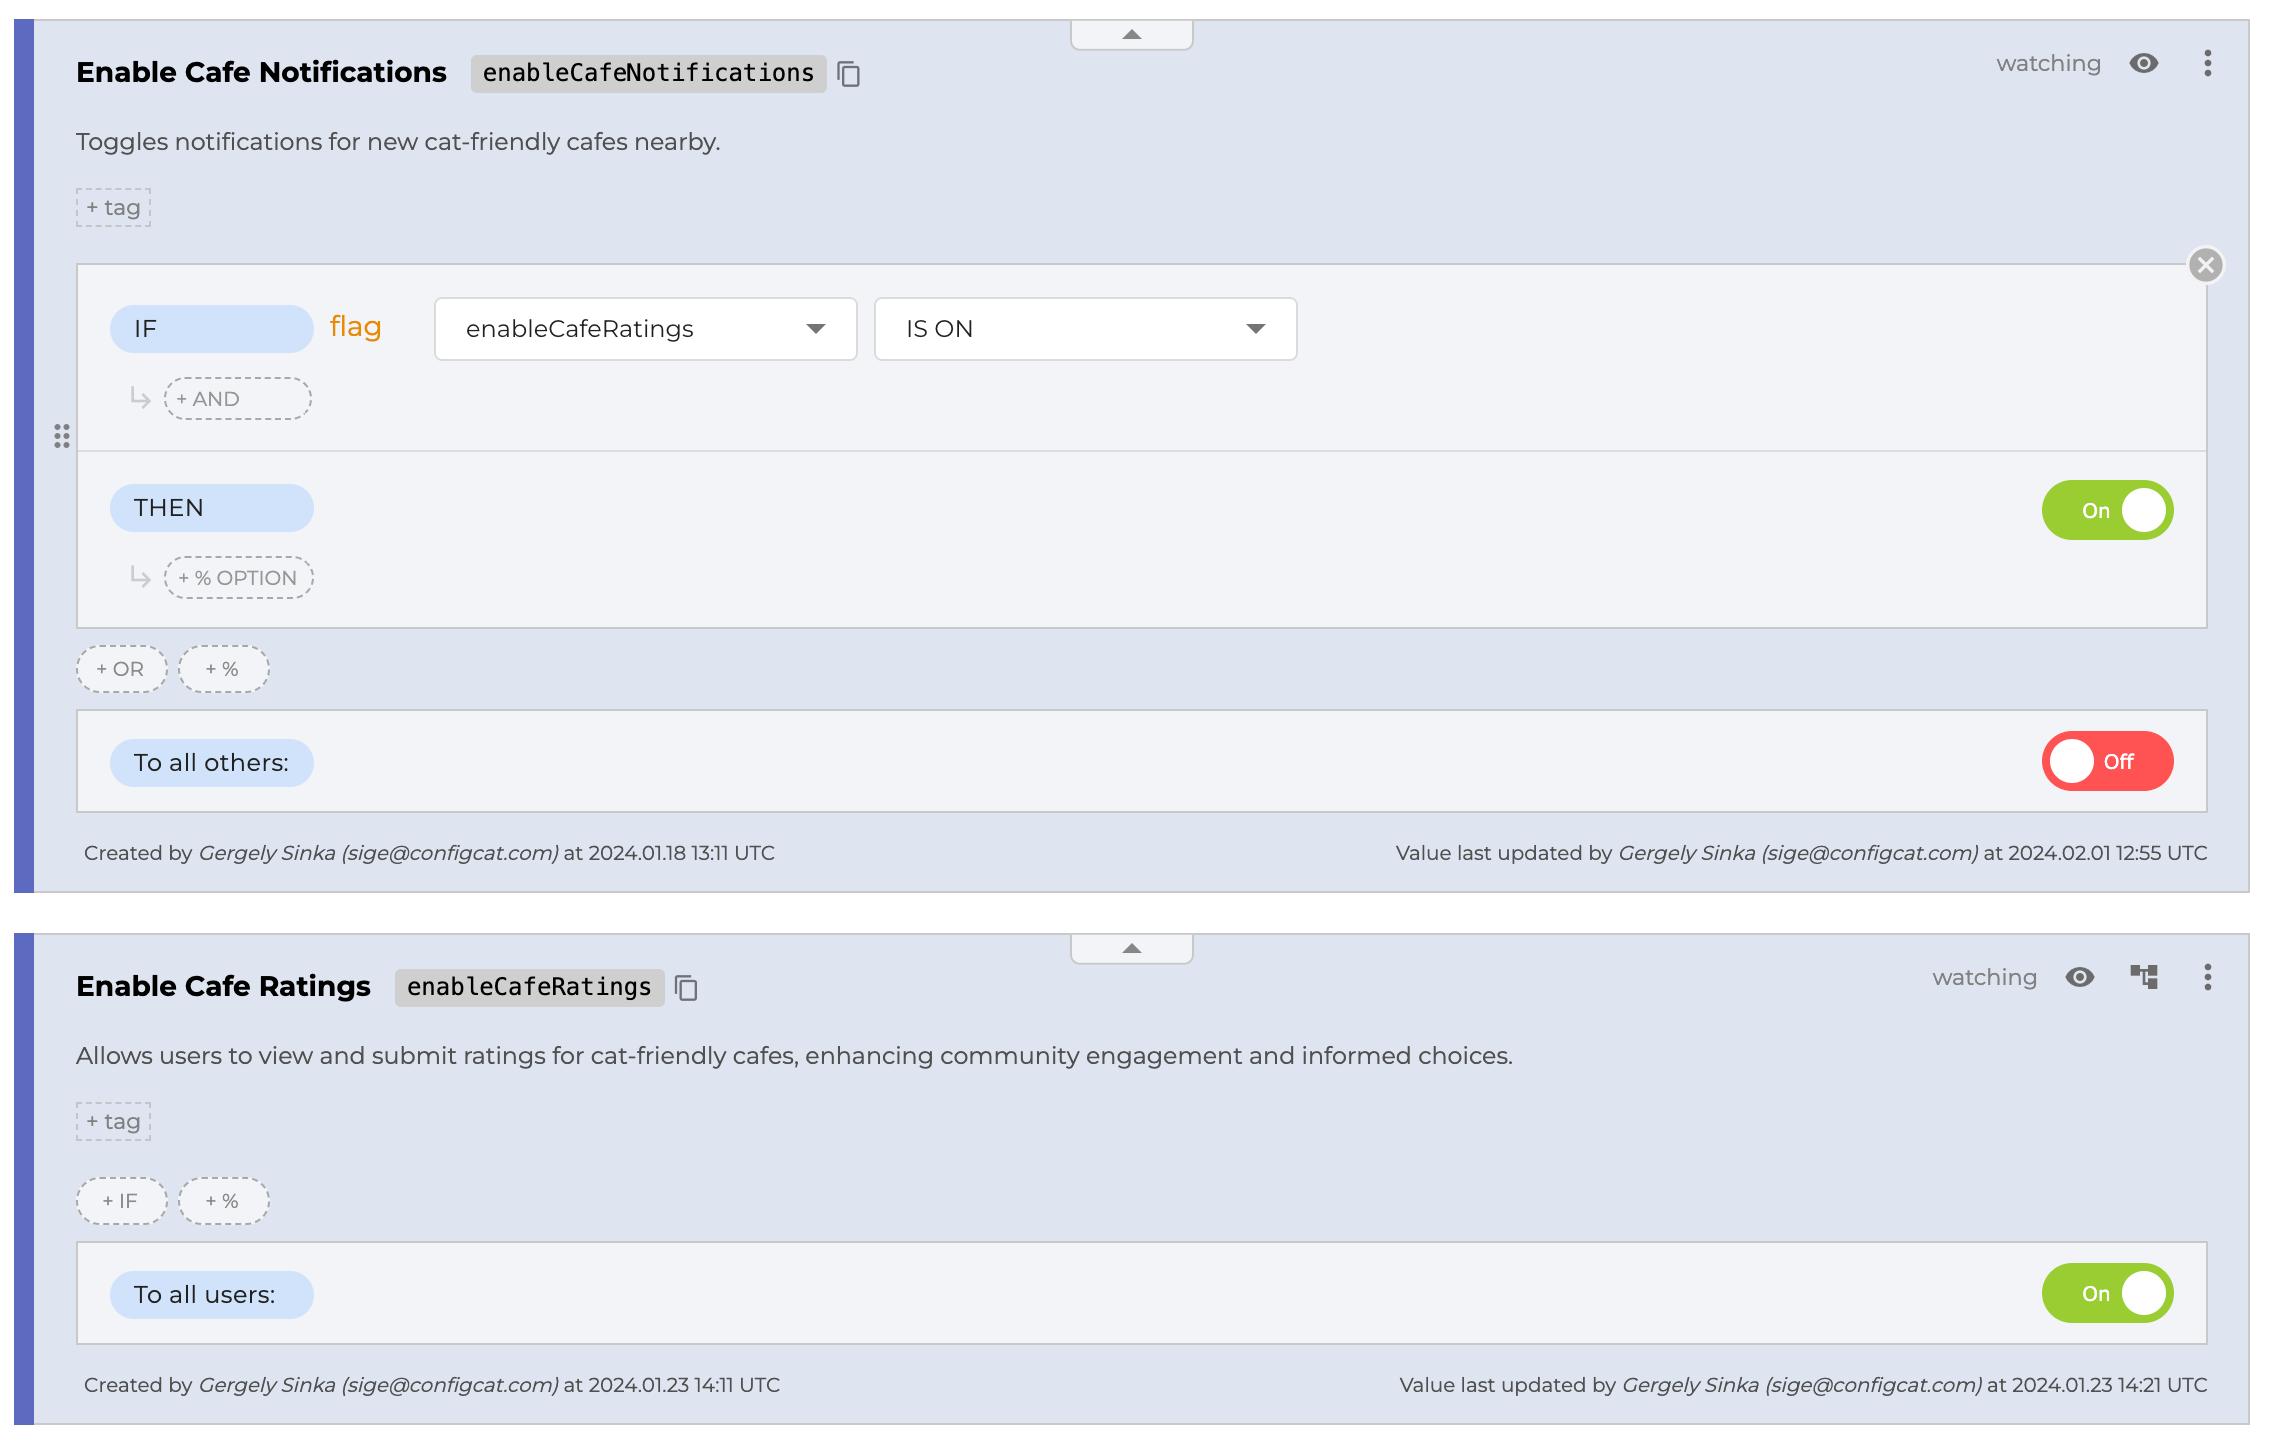 Enable Cafe Notifications enableCafeNotifications watching
Toggles notifications for new cat-friendly cafes nearby.
+ tag
IF flag enableCafeRatings IS ON
+ AND
THEN On
+ % OPTION
+ OR + %
To all others: Off
Created by Gergely Sinka (sige@configcat.com) at 2024.01.18 13:11 UTC Value last updated by Gergely Sinka (sige@configcat.com) at 2024.02.01 12:55 UTC
Enable Cafe Ratings enableCafeRatings watching
Allows users to view and submit ratings for cat-friendly cafes, enhancing community engagement and informed choices.
+ tag
+ IF + %
To all users: On
Created by Gergely Sinka (sige@configcat.com) at 2024.01.23 14:11 UTC Value last updated by Gergely Sinka (sige@configcat.com) at 2024.01.23 14:21 UTC